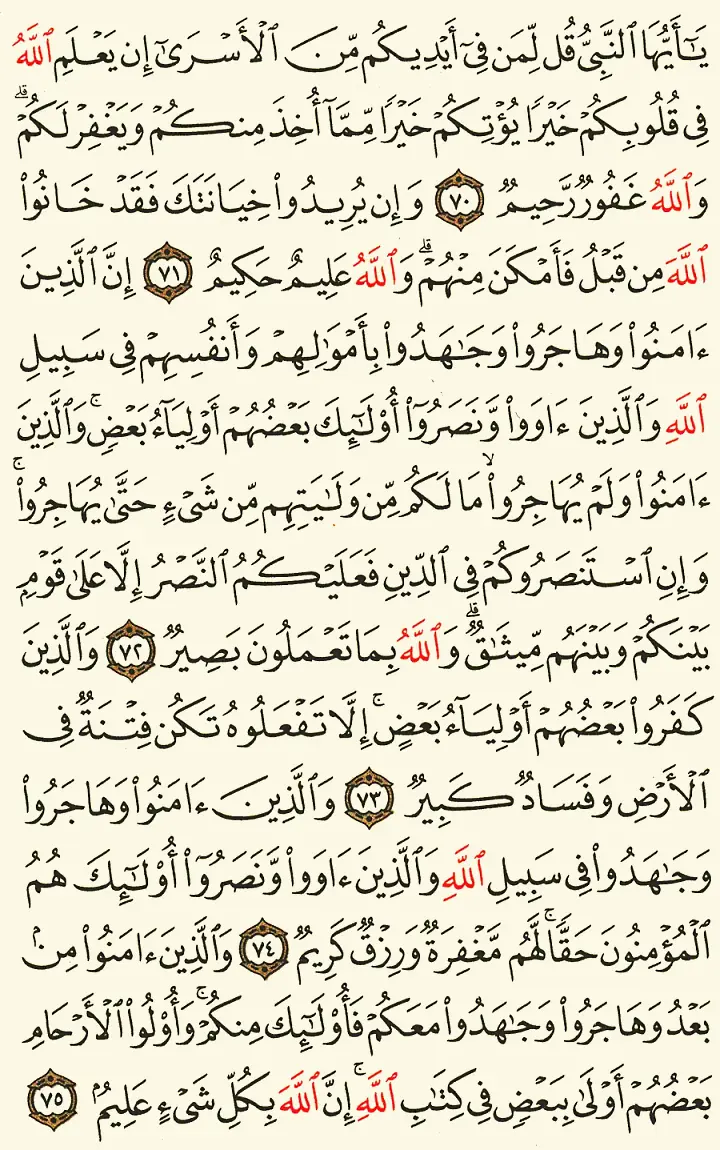 يَـٰٓأَيُّهَا ٱلنَّبِىُّ قُل لِّمَن فِىٓ أَيْدِيكُم مِّنَ ٱلْأَسْرَىٰٓ إِن يَعْلَمِ ٱللَّهُ
فِى قُلُوبِكُمْ خَيْرًا يُؤْتِكُمْ خَيْرًا مِّمَّآ أُخِذَ مِنكُمْ وَيَغْفِرْ لَكُمْ ۗ
وَٱللَّهُ غَفُورٌ رَّحِيمٌ ٧٠ وَإِن يُرِيدُوا۟ خِيَانَتَكَ فَقَدْ خَانُوا۟
ٱللَّهَ مِن قَبْلُ فَأَمْكَنَ مِنْهُمْ ۗ وَٱللَّهُ عَلِيمٌ حَكِيمٌ ٧١ إِنَّ ٱلَّذِينَ
ءَامَنُوا۟ وَهَاجَرُوا۟ وَجَـٰهَدُوا۟ بِأَمْوَٰلِهِمْ وَأَنفُسِهِمْ فِى سَبِيلِ
ٱللَّهِ وَٱلَّذِينَ ءَاوَوا۟ وَّنَصَرُوٓا۟ أُو۟لَـٰٓئِكَ بَعْضُهُمْ أَوْلِيَآءُ بَعْضٍ ۚ وَٱلَّذِينَ
ءَامَنُوا۟ وَلَمْ يُهَاجِرُوا۟ ۙ مَا لَكُم مِّن وَلَـٰيَتِهِم مِّن شَىْءٍ حَتَّىٰ يُهَاجِرُوا۟ ۚ
وَإِنِ ٱسْتَنصَرُوكُمْ فِى ٱلدِّينِ فَعَلَيْكُمُ ٱلنَّصْرُ إِلَّا عَلَىٰ قَوْمٍۭ
بَيْنَكُمْ وَبَيْنَهُم مِّيثَـٰقٌ ۗ وَٱللَّهُ بِمَا تَعْمَلُونَ بَصِيرٌ ٧٢ وَٱلَّذِينَ
كَفَرُوا۟ بَعْضُهُمْ أَوْلِيَآءُ بَعْضٍ ۚ إِلَّا تَفْعَلُوهُ تَكُن فِتْنَةٌ فِى
ٱلْأَرْضِ وَفَسَادٌ كَبِيرٌ ٧٣ وَٱلَّذِينَ ءَامَنُوا۟ وَهَاجَرُوا۟
وَجَـٰهَدُوا۟ فِى سَبِيلِ ٱللَّهِ وَٱلَّذِينَ ءَاوَوا۟ وَّنَصَرُوٓا۟ أُو۟لَـٰٓئِكَ هُمُ
ٱلْمُؤْمِنُونَ حَقًّا ۚ لَّهُم مَّغْفِرَةٌ وَرِزْقٌ كَرِيمٌ ٧٤ وَٱلَّذِينَ ءَامَنُوا۟ مِنۢ
بَعْدُ وَهَاجَرُوا۟ وَجَـٰهَدُوا۟ مَعَكُمْ فَأُو۟لَـٰٓئِكَ مِنكُمْ ۚ وَأُو۟لُوا۟ ٱلْأَرْحَامِ
بَعْضُهُمْ أَوْلَىٰ بِبَعْضٍ فِى كِتَـٰبِ ٱللَّهِ ۚ إِنَّ ٱللَّهَ بِكُلِّ شَىْءٍ عَلِيمٌۢ ٧٥